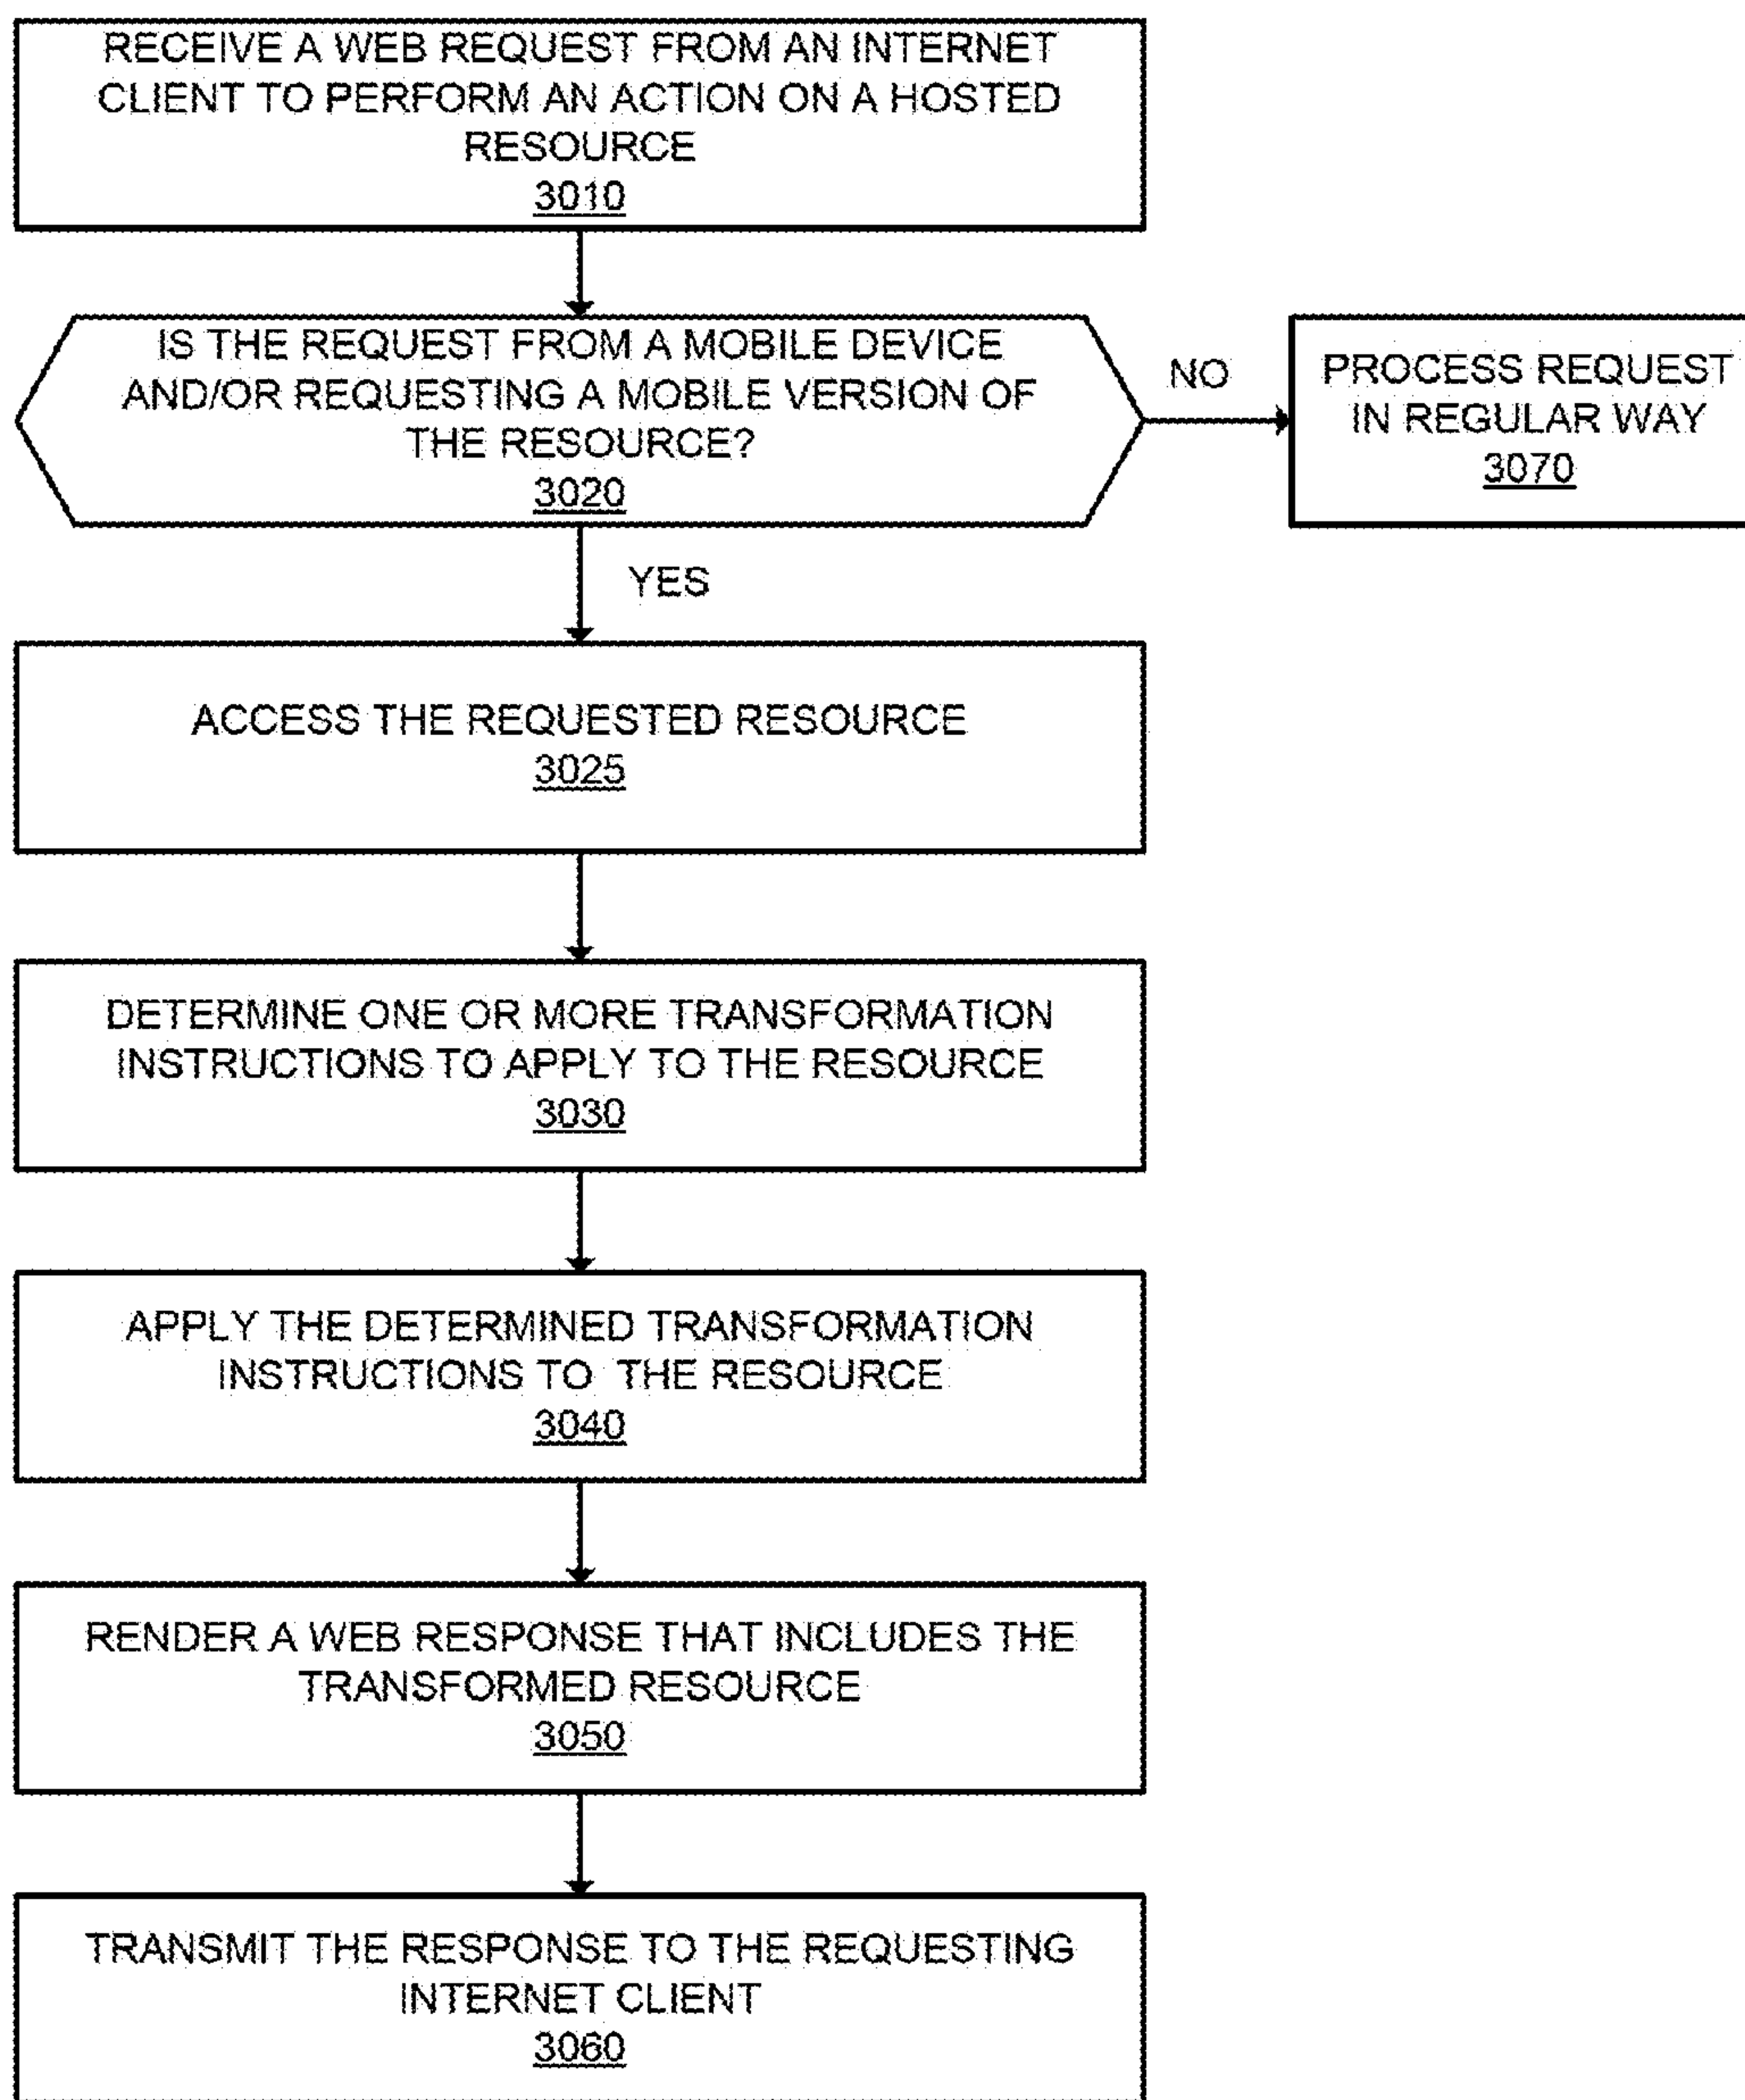 RECEIVE A WEB REQUEST FROM AN INTERNET
CLIENT TO PERFORM AN ACTION ON A HOSTED
RESOURCE
3010
IS THE REQUEST FROM A MOBILE DEVICE
AND/OR REQUESTING A MOBILE VERSION OF
THE RESOURCE?
3020
NO
PROCESS REQUEST
IN REGULAR WAY
3070
YES
ACCESS THE REQUESTED RESOURCE
3025
DETERMINE ONE OR MORE TRANSFORMATION
INSTRUCTIONS TO APPLY TO THE RESOURCE
3030
APPLY THE DETERMINED TRANSFORMATION
INSTRUCTIONS TO THE RESOURCE
3040
RENDER A WEB RESPONSE THAT INCLUDES THE
TRANSFORMED RESOURCE
3050
TRANSMIT THE RESPONSE TO THE REQUESTING
INTERNET CLIENT
3060